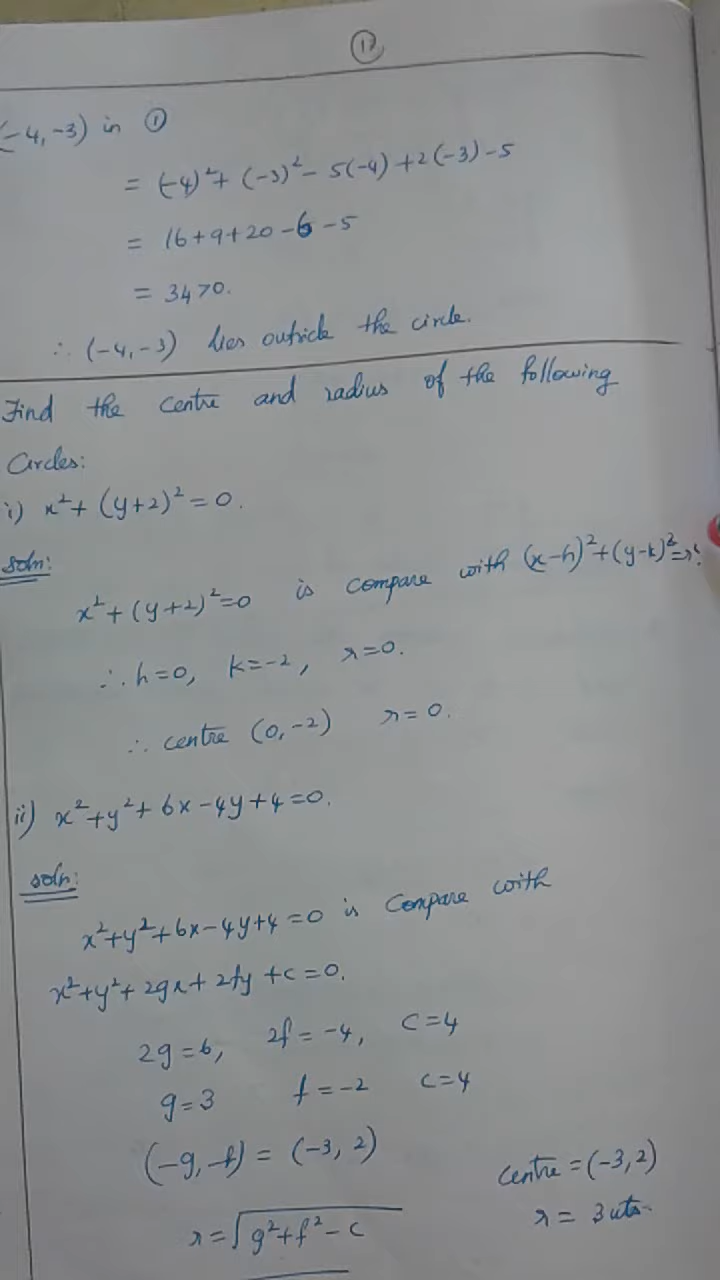 17
(-4, -3) in ①
= (-4)² + (-3)² - 5(-4) + 2(-3) - 5
= 16 + 9 + 20 - 6 - 5
= 34 > 0.
∴ (-4, -3) lies outside the circle.
Find the centre and radius of the following
Circles:
i) x² + (y+2)² = 0.
Soln:
x² + (y+2)² = 0 is compare with (x-h)² + (y-k)² = r².
∴ h = 0, k = -2, r = 0.
∴ centre (0, -2) r = 0.
ii) x² + y² + 6x - 4y + 4 = 0.
Soln:
x² + y² + 6x - 4y + 4 = 0 is Compare with
x² + y² + 2gx + 2fy + c = 0.
2g = 6, 2f = -4, c = 4
g = 3 f = -2 c = 4
(-g, -f) = (-3, 2)
centre = (-3, 2)
r = √g² + f² - c
r = 3 uts.